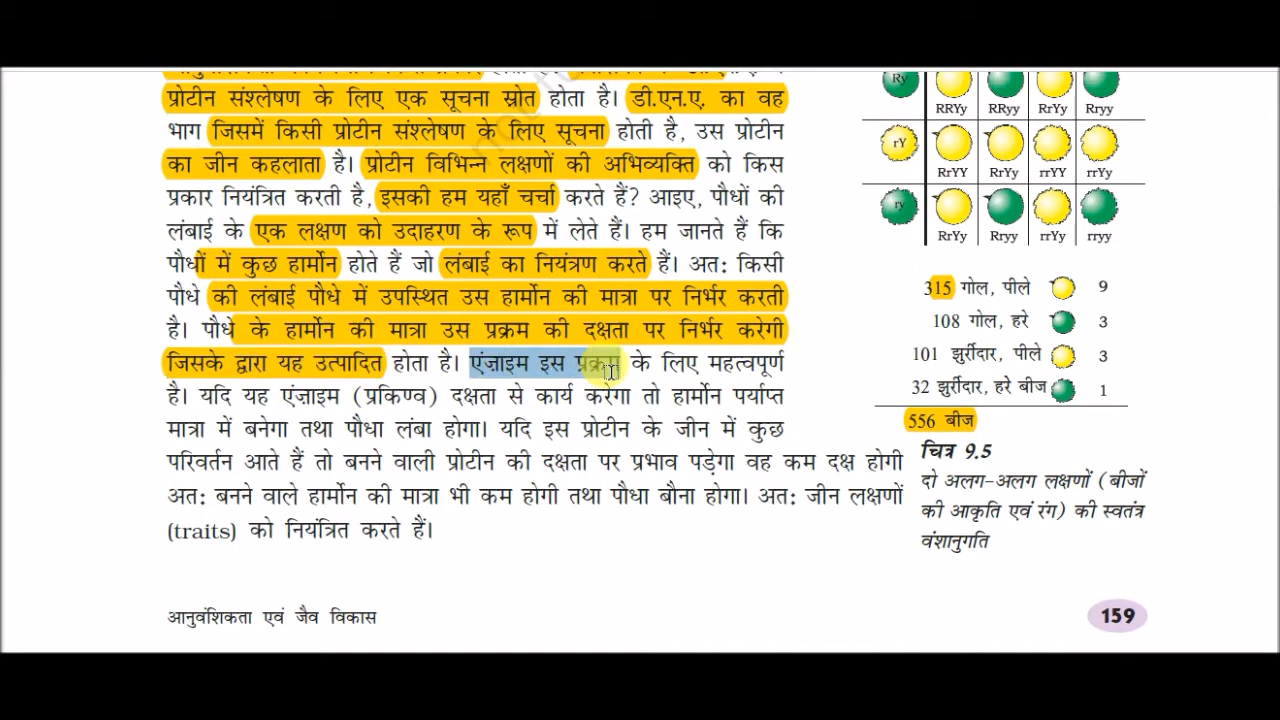 प्रोटीन संश्लेषण के लिए एक सूचना स्रोत होता है। डी.एन.ए. का वह
भाग जिसमें किसी प्रोटीन संश्लेषण के लिए सूचना होती है, उस प्रोटीन
का जीन कहलाता है। प्रोटीन विभिन्न लक्षणों की अभिव्यक्ति को किस
प्रकार नियंत्रित करती है, इसकी हम यहाँ चर्चा करते हैं? आइए, पौधों की
लंबाई के एक लक्षण को उदाहरण के रूप में लेते हैं। हम जानते हैं कि
पौधों में कुछ हार्मोन होते हैं जो लंबाई का नियंत्रण करते हैं। अतः किसी
पौधे की लंबाई पौधे में उपस्थित उस हार्मोन की मात्रा पर निर्भर करती
है। पौधे के हार्मोन की मात्रा उस प्रक्रम की दक्षता पर निर्भर करेगी
जिसके द्वारा यह उत्पादित होता है। एंज़ाइम इस प्रक्रम के लिए महत्वपूर्ण
है। यदि यह एंज़ाइम (प्रकिण्व) दक्षता से कार्य करेगा तो हार्मोन पर्याप्त
मात्रा में बनेगा तथा पौधा लंबा होगा। यदि इस प्रोटीन के जीन में कुछ
परिवर्तन आते हैं तो बनने वाली प्रोटीन की दक्षता पर प्रभाव पड़ेगा वह कम दक्ष होगी
अतः बनने वाले हार्मोन की मात्रा भी कम होगी तथा पौधा बौना होगा। अतः जीन लक्षणों
(traits) को नियंत्रित करते हैं।
Ry
RRYy RRyy RrYy Rryy
rY
RrYY RrYy rrYY rrYy
ry
RrYy Rryy rrYy rryy
315 गोल, पीले 9
108 गोल, हरे 3
101 झुर्रीदार, पीले 3
32 झुर्रीदार, हरे बीज 1
556 बीज
चित्र 9.5
दो अलग-अलग लक्षणों (बीजों
की आकृति एवं रंग) की स्वतंत्र
वंशानुगति
आनुवंशिकता एवं जैव विकास
159